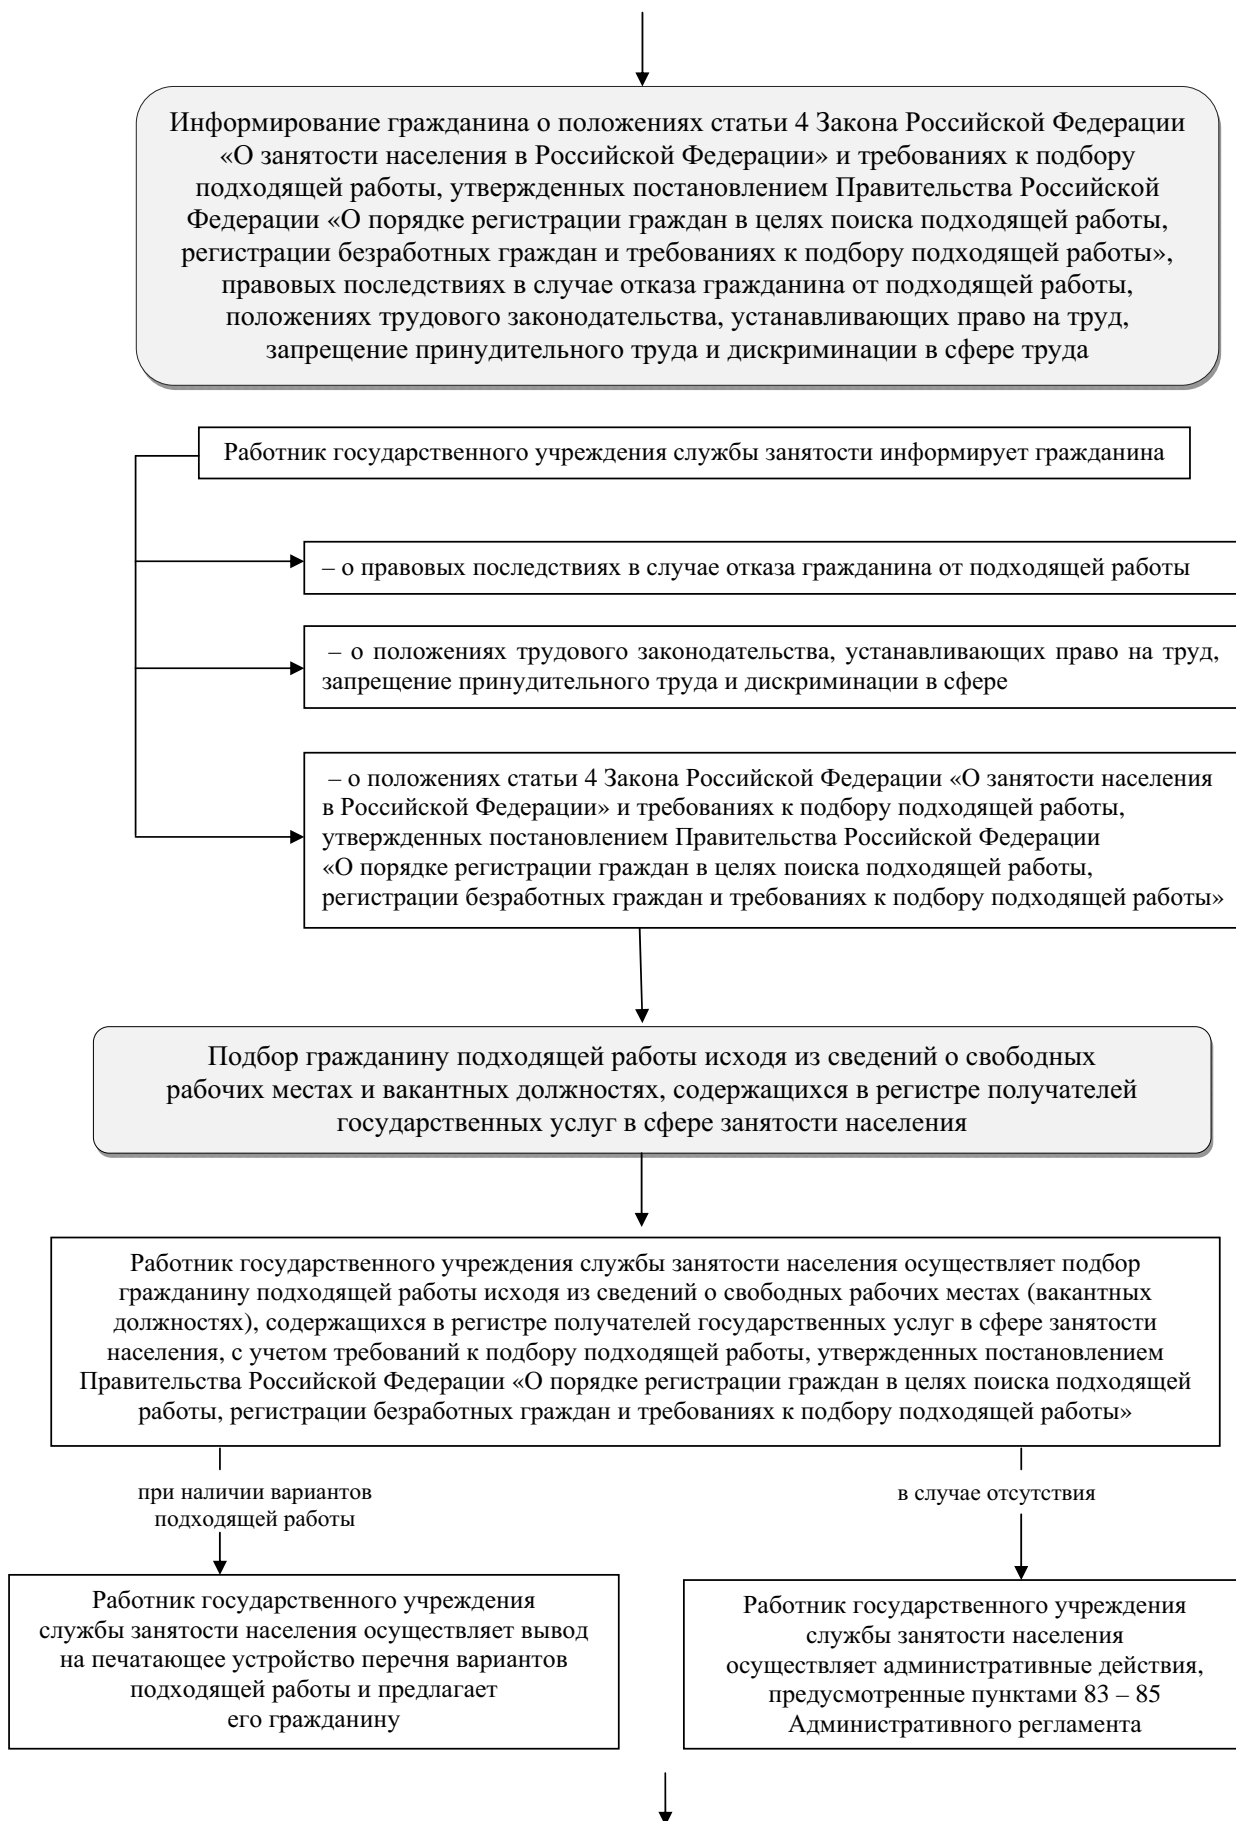 Информирование гражданина о положениях статьи 4 Закона Российской Федерации
«О занятости населения в Российской Федерации» и требованиях к подбору
подходящей работы, утвержденных постановлением Правительства Российской
Федерации «О порядке регистрации граждан в целях поиска подходящей работы,
регистрации безработных граждан и требованиях к подбору подходящей работы»,
правовых последствиях в случае отказа гражданина от подходящей работы,
положениях трудового законодательства, устанавливающих право на труд,
запрещение принудительного труда и дискриминации в сфере труда
Работник государственного учреждения службы занятости информирует гражданина
– о правовых последствиях в случае отказа гражданина от подходящей работы
– о положениях трудового законодательства, устанавливающих право на труд,
запрещение принудительного труда и дискриминации в сфере
– о положениях статьи 4 Закона Российской Федерации «О занятости населения
в Российской Федерации» и требованиях к подбору подходящей работы,
утвержденных постановлением Правительства Российской Федерации
«О порядке регистрации граждан в целях поиска подходящей работы,
регистрации безработных граждан и требованиях к подбору подходящей работы»
Подбор гражданину подходящей работы исходя из сведений о свободных
рабочих местах и вакантных должностях, содержащихся в регистре получателей
государственных услуг в сфере занятости населения
Работник государственного учреждения службы занятости населения осуществляет подбор
гражданину подходящей работы исходя из сведений о свободных рабочих местах (вакантных
должностях), содержащихся в регистре получателей государственных услуг в сфере занятости
населения, с учетом требований к подбору подходящей работы, утвержденных постановлением
Правительства Российской Федерации «О порядке регистрации граждан в целях поиска подходящей
работы, регистрации безработных граждан и требованиях к подбору подходящей работы»
при наличии вариантов
подходящей работы
в случае отсутствия
Работник государственного учреждения
службы занятости населения осуществляет вывод
на печатающее устройство перечня вариантов
подходящей работы и предлагает
его гражданину
Работник государственного учреждения
службы занятости населения
осуществляет административные действия,
предусмотренные пунктами 83 – 85
Административного регламента